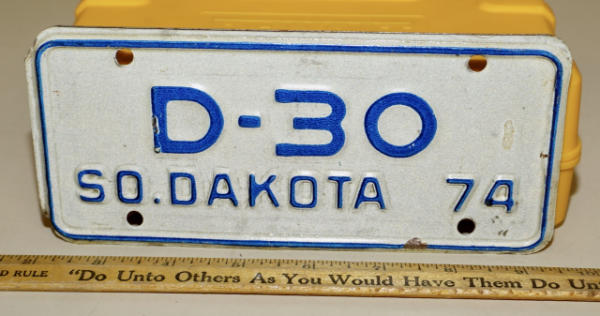 D-30
SO.DAKOTA 74
D RULE "Do Unto Others As You Would Have Them Do Un